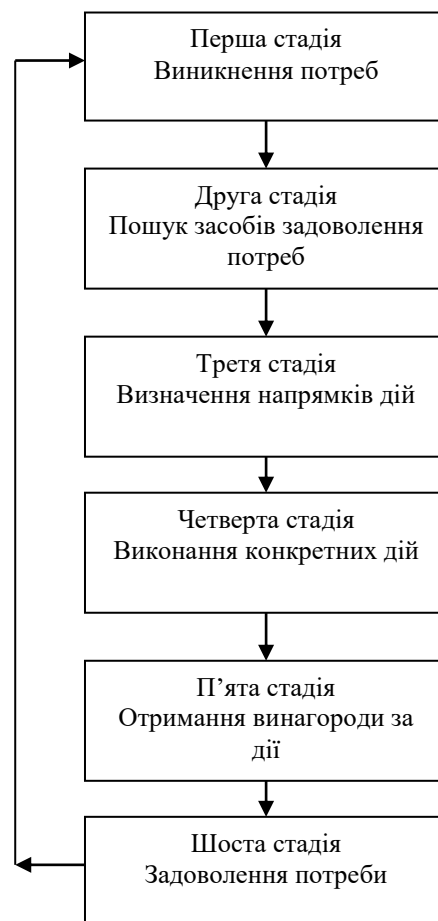 Перша стадія
Виникнення потреб
Друга стадія
Пошук засобів задоволення
потреб
Третя стадія
Визначення напрямків дій
Четверта стадія
Виконання конкретних дій
П’ята стадія
Отримання винагороди за
дії
Шоста стадія
Задоволення потреби